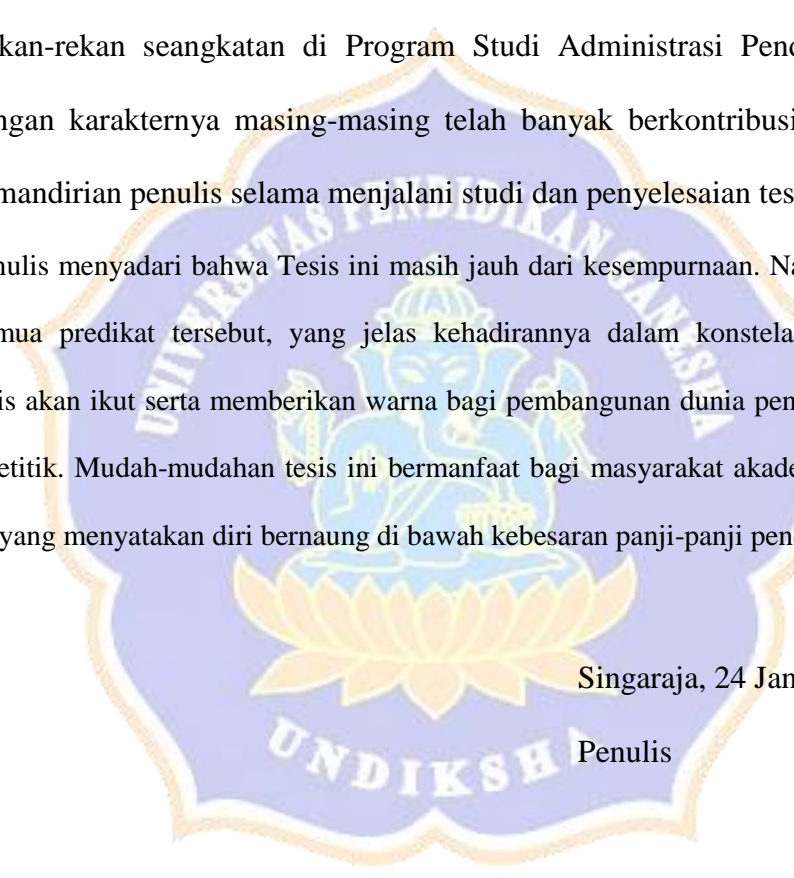 kan-rekan seangkatan di Program Studi Administrasi Pend
ngan karakternya masing-masing telah banyak berkontribusi
mandirian penulis selama menjalani studi dan penyelesaian tes
nulis menyadari bahwa Tesis ini masih jauh dari kesempurnaan. Na
mua predikat tersebut, yang jelas kehadirannya dalam konstela
is akan ikut serta memberikan warna bagi pembangunan dunia pen
etitik. Mudah-mudahan tesis ini bermanfaat bagi masyarakat akade
yang menyatakan diri bernaung di bawah kebesaran panji-panji pen
Singaraja, 24 Jan
Penulis
UNIVERSITAS PENDIDIKAN GANESHA
UNDIKSHA